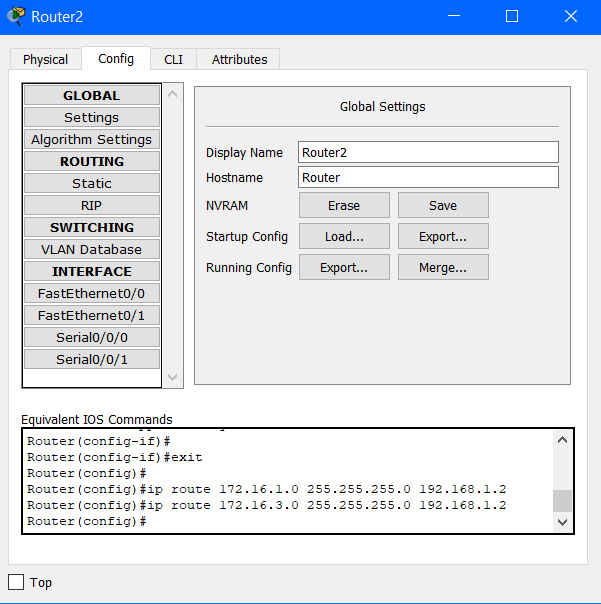 Router2
Physical Config CLI Attributes
GLOBAL
Settings
Algorithm Settings
ROUTING
Static
RIP
SWITCHING
VLAN Database
INTERFACE
FastEthernet0/0
FastEthernet0/1
Serial0/0/0
Serial0/0/1
Global Settings
Display Name Router2
Hostname Router
NVRAM Erase Save
Startup Config Load... Export...
Running Config Export... Merge...
Equivalent IOS Commands
Router(config-if)#
Router(config-if)#exit
Router(config)#
Router(config)#ip route 172.16.1.0 255.255.255.0 192.168.1.2
Router(config)#ip route 172.16.3.0 255.255.255.0 192.168.1.2
Router(config)#
Top